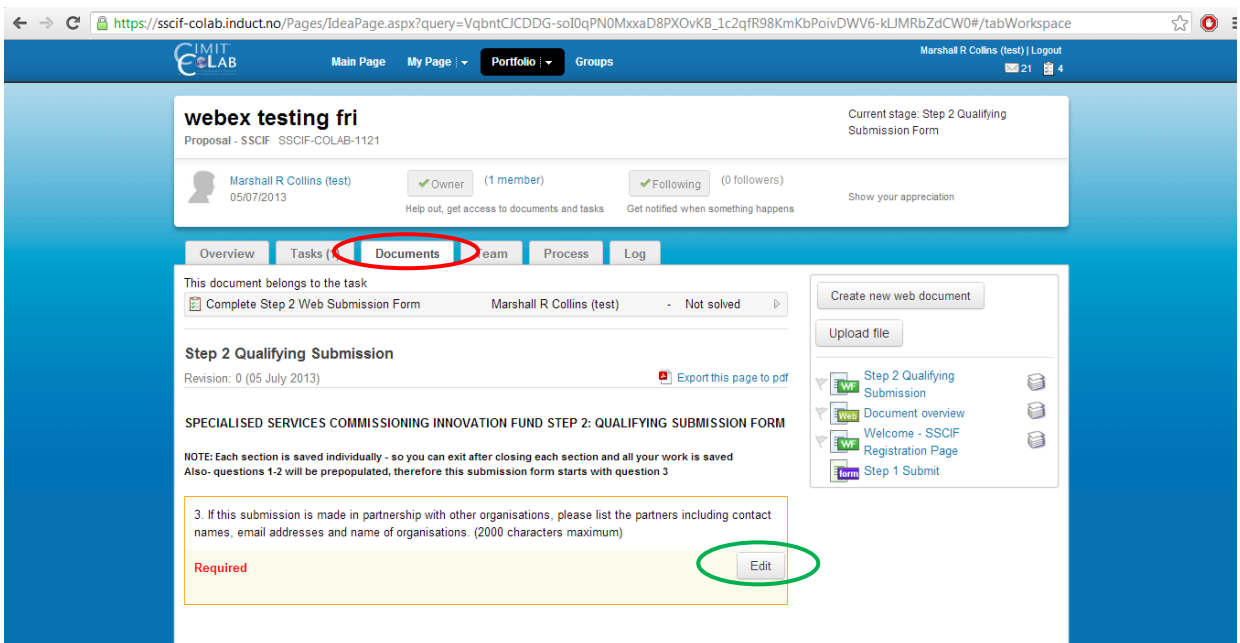 https://sscif-colab.induct.no/Pages/IdeaPage.aspx?query=VqbntCJCDDG-soI0qPN0MxxaD8PXOvKB_1c2qfR98KmKbPoivDWV6-kLJMRbZdCW0#/tabWorkspace
CIMIT
CoLAB
Main Page My Page Portfolio Groups
Marshall R Collins (test) | Logout
21 4
webex testing fri
Proposal - SSCIF SSCIF-COLAB-1121
Current stage: Step 2 Qualifying
Submission Form
Marshall R Collins (test)
05/07/2013
Owner (1 member)
Help out, get access to documents and tasks
Following (0 followers)
Get notified when something happens
Show your appreciation
Overview Tasks (1) Documents Team Process Log
This document belongs to the task
Complete Step 2 Web Submission Form Marshall R Collins (test) - Not solved
Step 2 Qualifying Submission
Revision: 0 (05 July 2013) Export this page to pdf
SPECIALISED SERVICES COMMISSIONING INNOVATION FUND STEP 2: QUALIFYING SUBMISSION FORM
NOTE: Each section is saved individually - so you can exit after closing each section and all your work is saved
Also- questions 1-2 will be prepopulated, therefore this submission form starts with question 3
3. If this submission is made in partnership with other organisations, please list the partners including contact
names, email addresses and name of organisations. (2000 characters maximum)
Required Edit
Create new web document
Upload file
WF Step 2 Qualifying
Submission
Web Document overview
WF Welcome - SSCIF
Registration Page
form Step 1 Submit